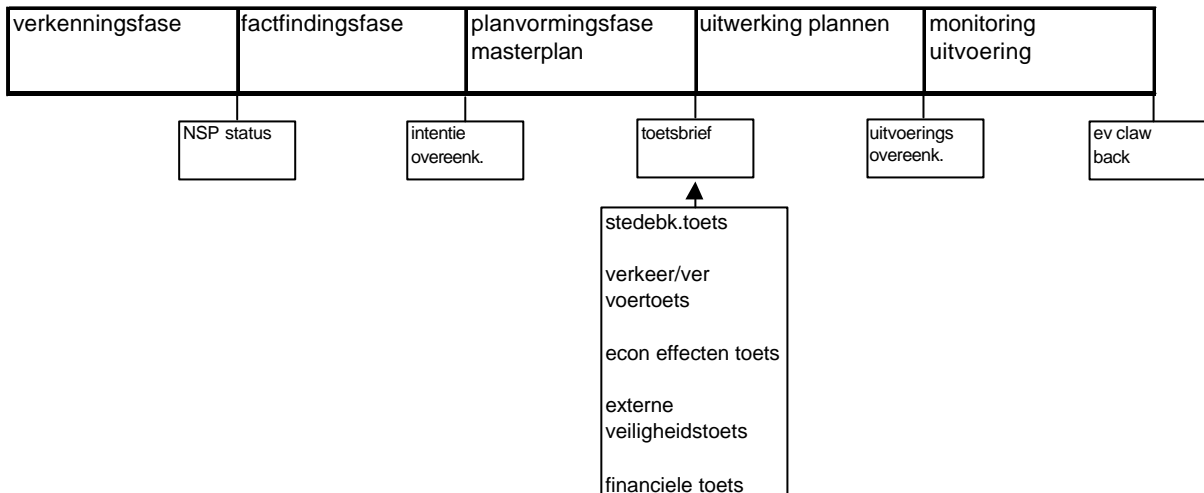 verkenningsfase
factfindingsfase
planvormingsfase
masterplan
uitwerking plannen
monitoring
uitvoering
NSP status
intentie
overeenk.
toetsbrief
uitvoerings
overeenk.
ev claw
back
stedebk.toets
verkeer/ver
voertoets
econ effecten toets
externe
veiligheidstoets
financiele toets